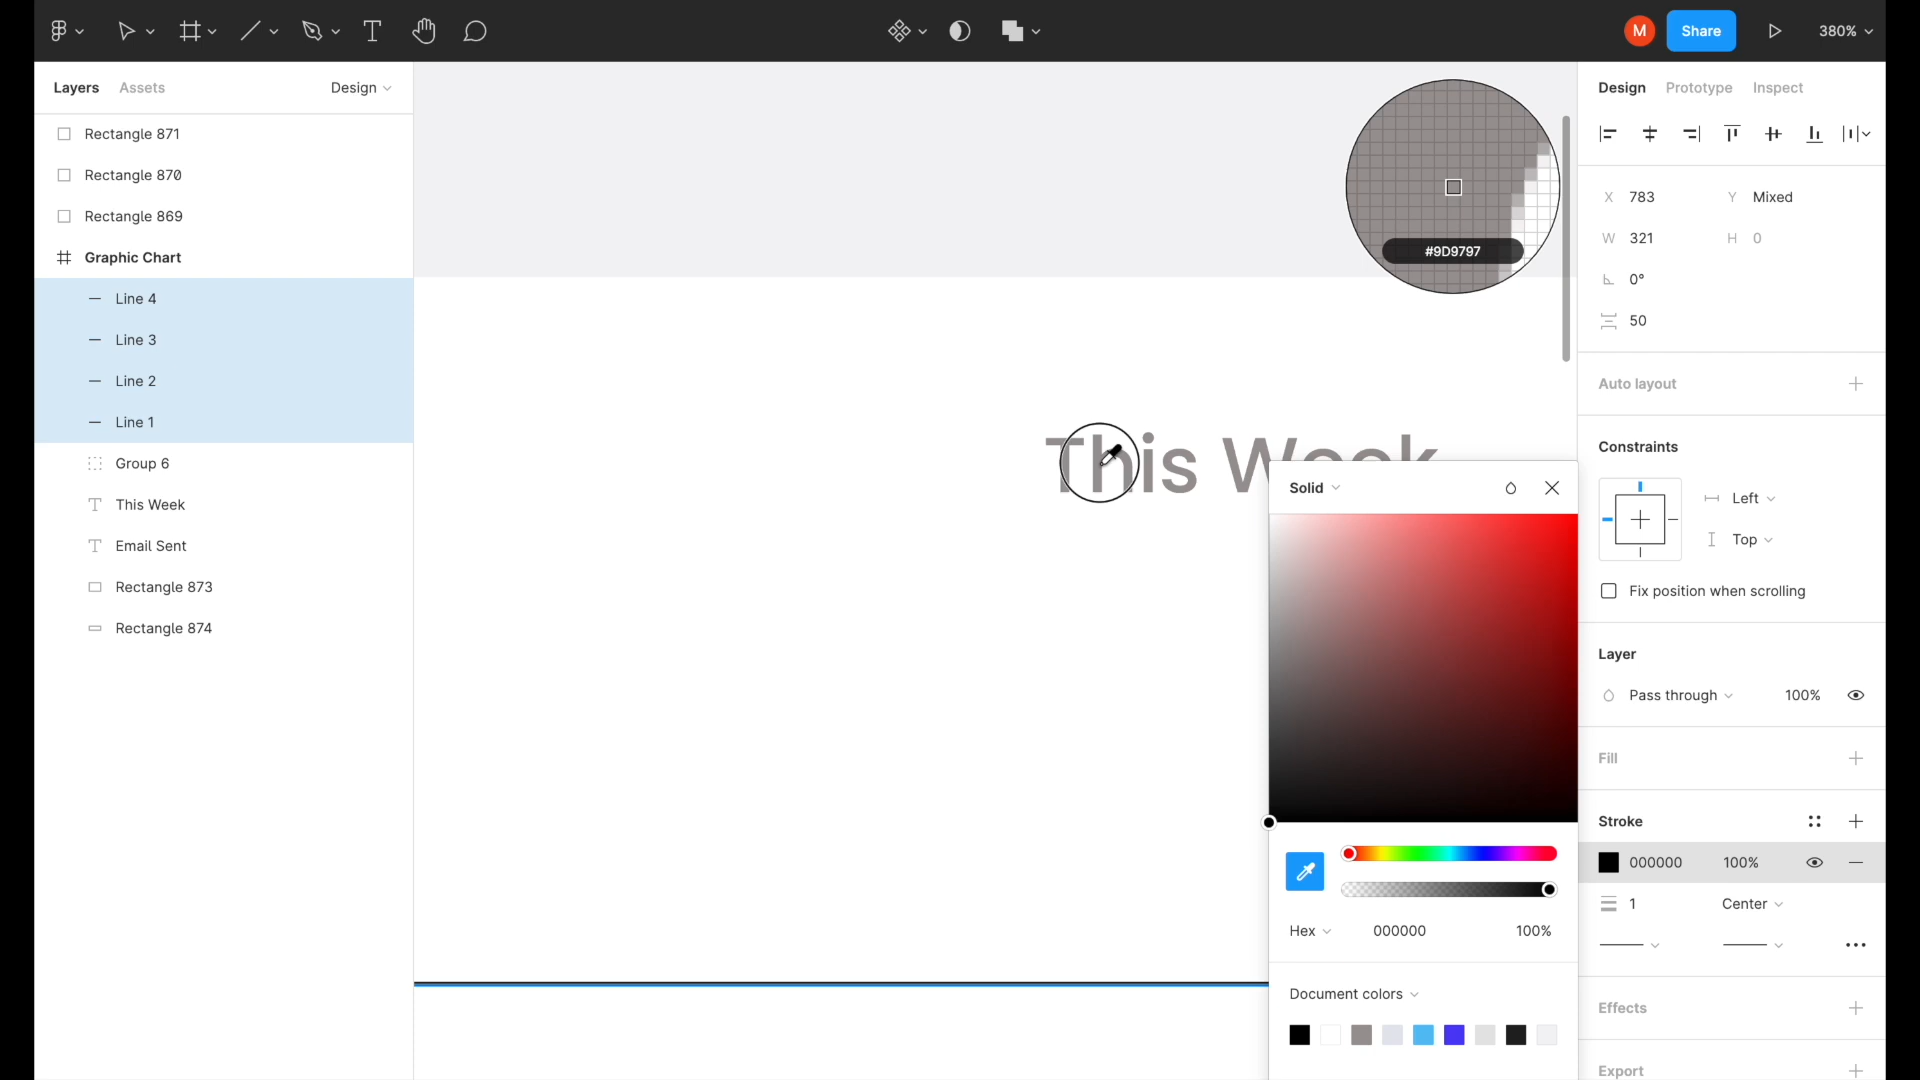 M
Share
380%
Layers
Assets
Design
Rectangle 871
Rectangle 870
Rectangle 869
Graphic Chart
Line 4
Line 3
Line 2
Line 1
Group 6
This Week
Email Sent
Rectangle 873
Rectangle 874
#9D9797
This Week
Solid
Hex
000000
100%
Document colors
Design
Prototype
Inspect
X 783
Y Mixed
W 321
H 0
0°
50
Auto layout
Constraints
Left
Top
Fix position when scrolling
Layer
Pass through
100%
Fill
Stroke
000000
100%
1
Center
Effects
Export